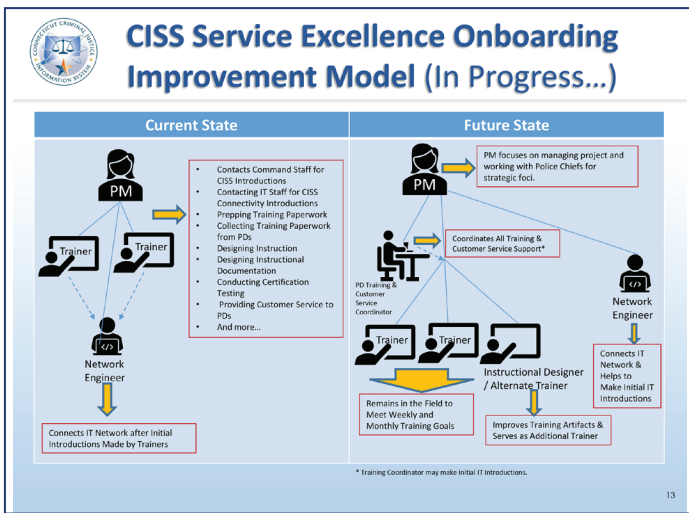 CONNECTICUT CRIMINAL JUSTICE
INFORMATION SYSTEM
CISS Service Excellence Onboarding
Improvement Model (In Progress…)
Current State
Future State
PM
Trainer
Trainer
• Contacts Command Staff for
CISS Introductions
• Contacting IT Staff for CISS
Connectivity Introductions
• Prepping Training Paperwork
• Collecting Training Paperwork
from PDs
• Designing Instruction
• Designing Instructional
Documentation
• Conducting Certification
Testing
• Providing Customer Service to
PDs
• And more…
</>
Network
Engineer
Connects IT Network after Initial
Introductions Made by Trainers
PM
PM focuses on managing project and
working with Police Chiefs for
strategic foci.
Coordinates All Training &
Customer Service Support*
PD Training &
Customer
Service
Coordinator
</>
Network
Engineer
Trainer
Trainer
Instructional Designer
/ Alternate Trainer
Connects IT
Network &
Helps to
Make Initial IT
Introductions
Remains in the Field to
Meet Weekly and
Monthly Training Goals
Improves Training Artifacts &
Serves as Additional Trainer
* Training Coordinator may make initial IT Introductions.
13